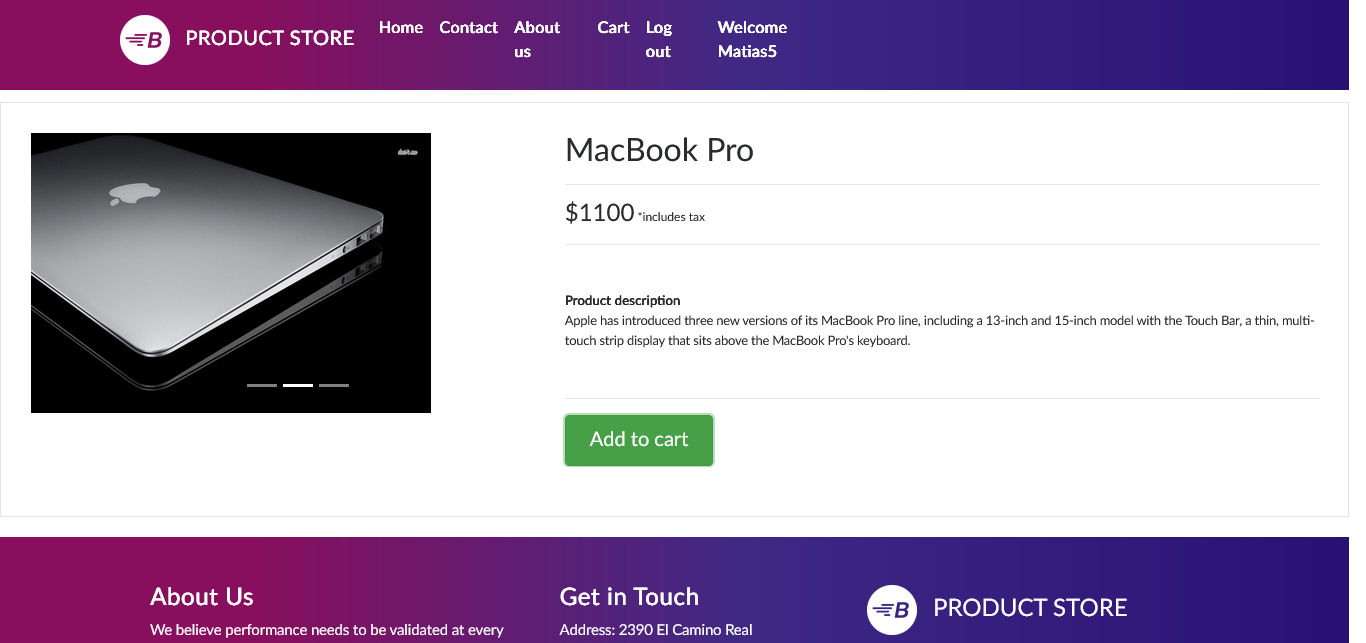 B PRODUCT STORE Home Contact About us Cart Log out Welcome Matias5
MacBook Pro
$1100 *includes tax
Product description
Apple has introduced three new versions of its MacBook Pro line, including a 13-inch and 15-inch model with the Touch Bar, a thin, multi-
touch strip display that sits above the MacBook Pro's keyboard.
Add to cart
About Us
We believe performance needs to be validated at every
Get in Touch
Address: 2390 El Camino Real
B PRODUCT STORE